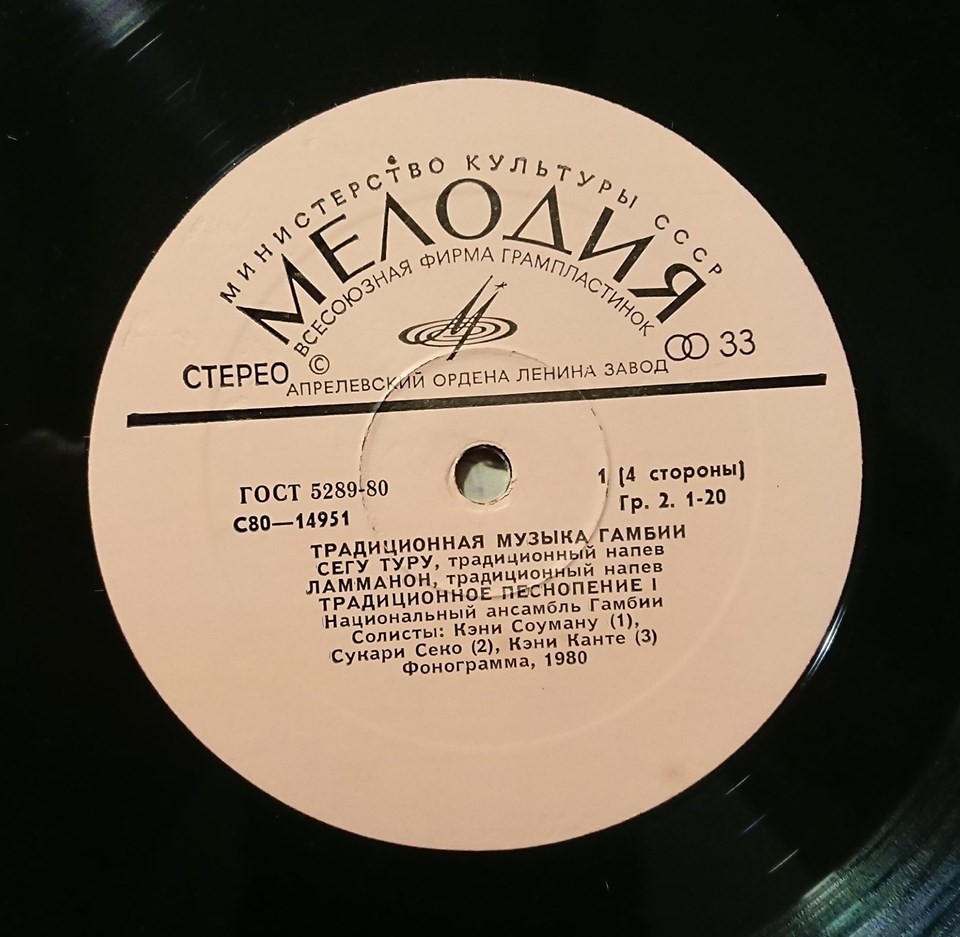 МИНИСТЕРСТВО КУЛЬТУРЫ СССР
МЕЛОДИЯ
ВСЕСОЮЗНАЯ ФИРМА ГРАМПЛАСТИНОК
СТЕРЕО © 33
АПРЕЛЕВСКИЙ ОРДЕНА ЛЕНИНА ЗАВОД
ГОСТ 5289-80 1 (4 стороны)
С80—14951 Гр. 2. 1-20
ТРАДИЦИОННАЯ МУЗЫКА ГАМБИИ
СЕГУ ТУРУ, традиционный напев
ЛАММАНОН, традиционный напев
ТРАДИЦИОННОЕ ПЕСНОПЕНИЕ I
Национальный ансамбль Гамбии
Солисты: Кэни Соуману (1),
Сукари Секо (2), Кэни Канте (3)
Фонограмма, 1980